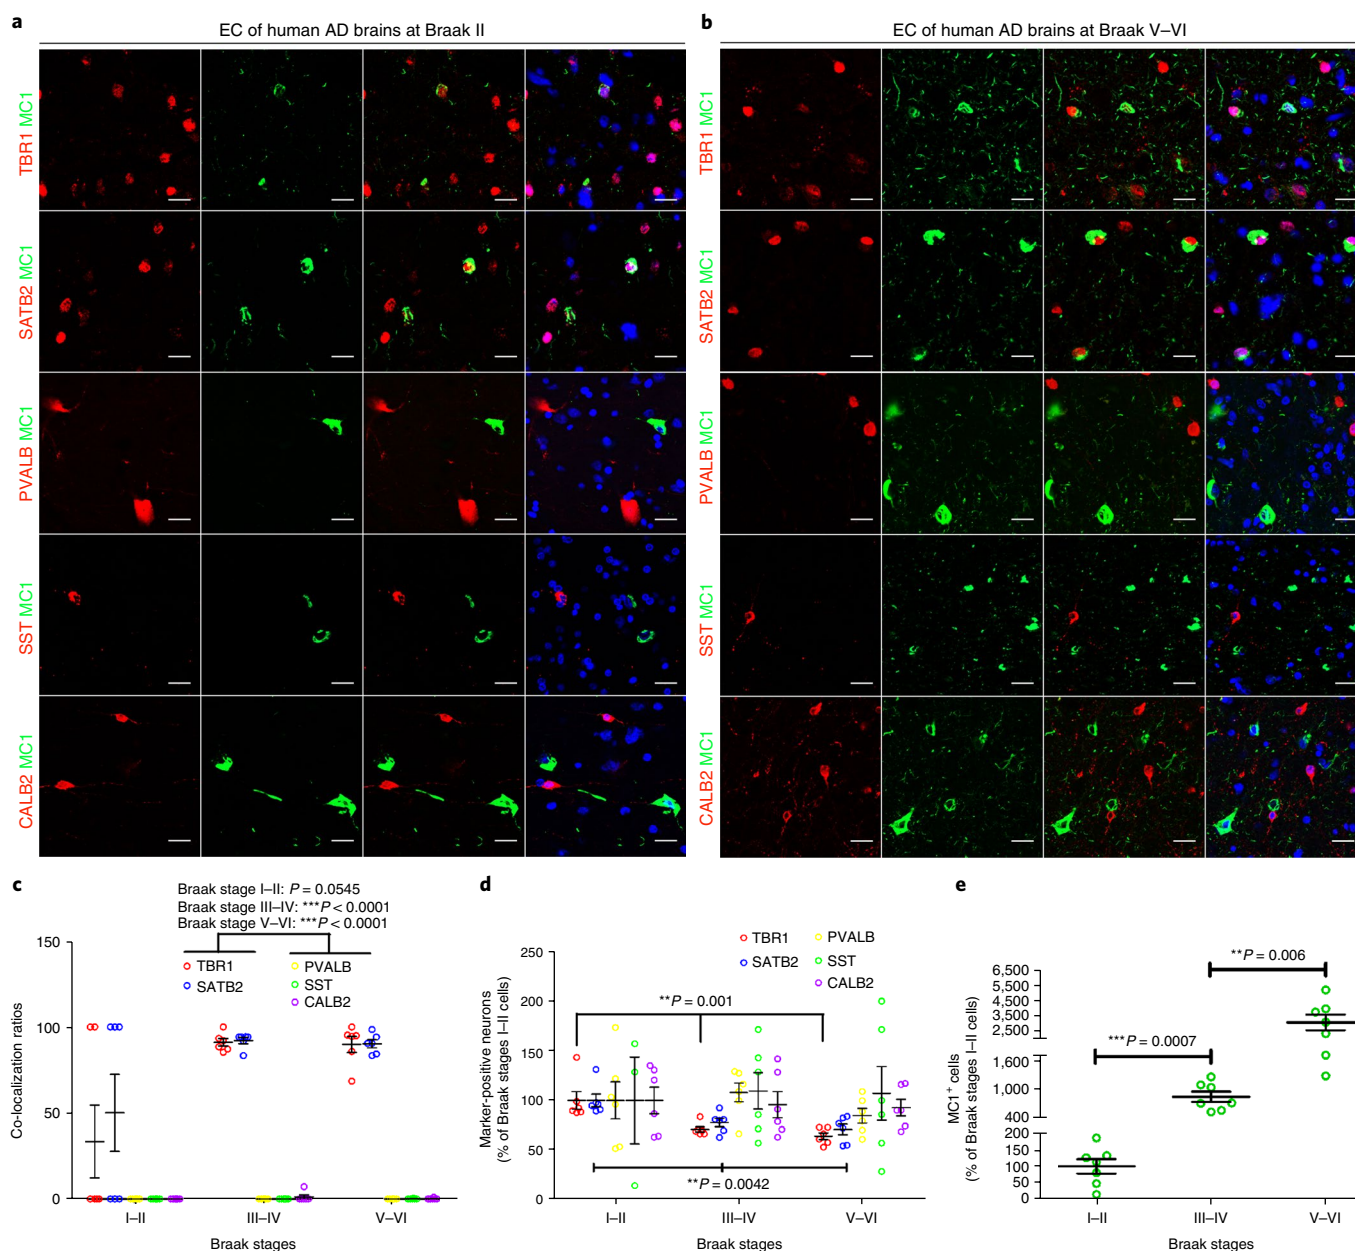 a
EC of human AD brains at Braak II
b
EC of human AD brains at Braak V–VI
TBR1 MC1
SATB2 MC1
PVALB MC1
SST MC1
CALB2 MC1
TBR1 MC1
SATB2 MC1
PVALB MC1
SST MC1
CALB2 MC1
c
Braak stage I–II: P = 0.0545
Braak stage III–IV: ***P < 0.0001
Braak stage V–VI: ***P < 0.0001
TBR1
SATB2
PVALB
SST
CALB2
Co-localization ratios
150
100
50
0
I–II
III–IV
V–VI
Braak stages
d
TBR1
SATB2
PVALB
SST
CALB2
**P = 0.001
**P = 0.0042
Marker-positive neurons
(% of Braak stages I–II cells)
250
200
150
100
50
0
I–II
III–IV
V–VI
Braak stages
e
**P = 0.006
***P = 0.0007
MC1+ cells
(% of Braak stages I–II cells)
6,500
5,500
4,500
3,500
2,500
1,600
1,000
400
200
150
100
50
0
I–II
III–IV
V–VI
Braak stages